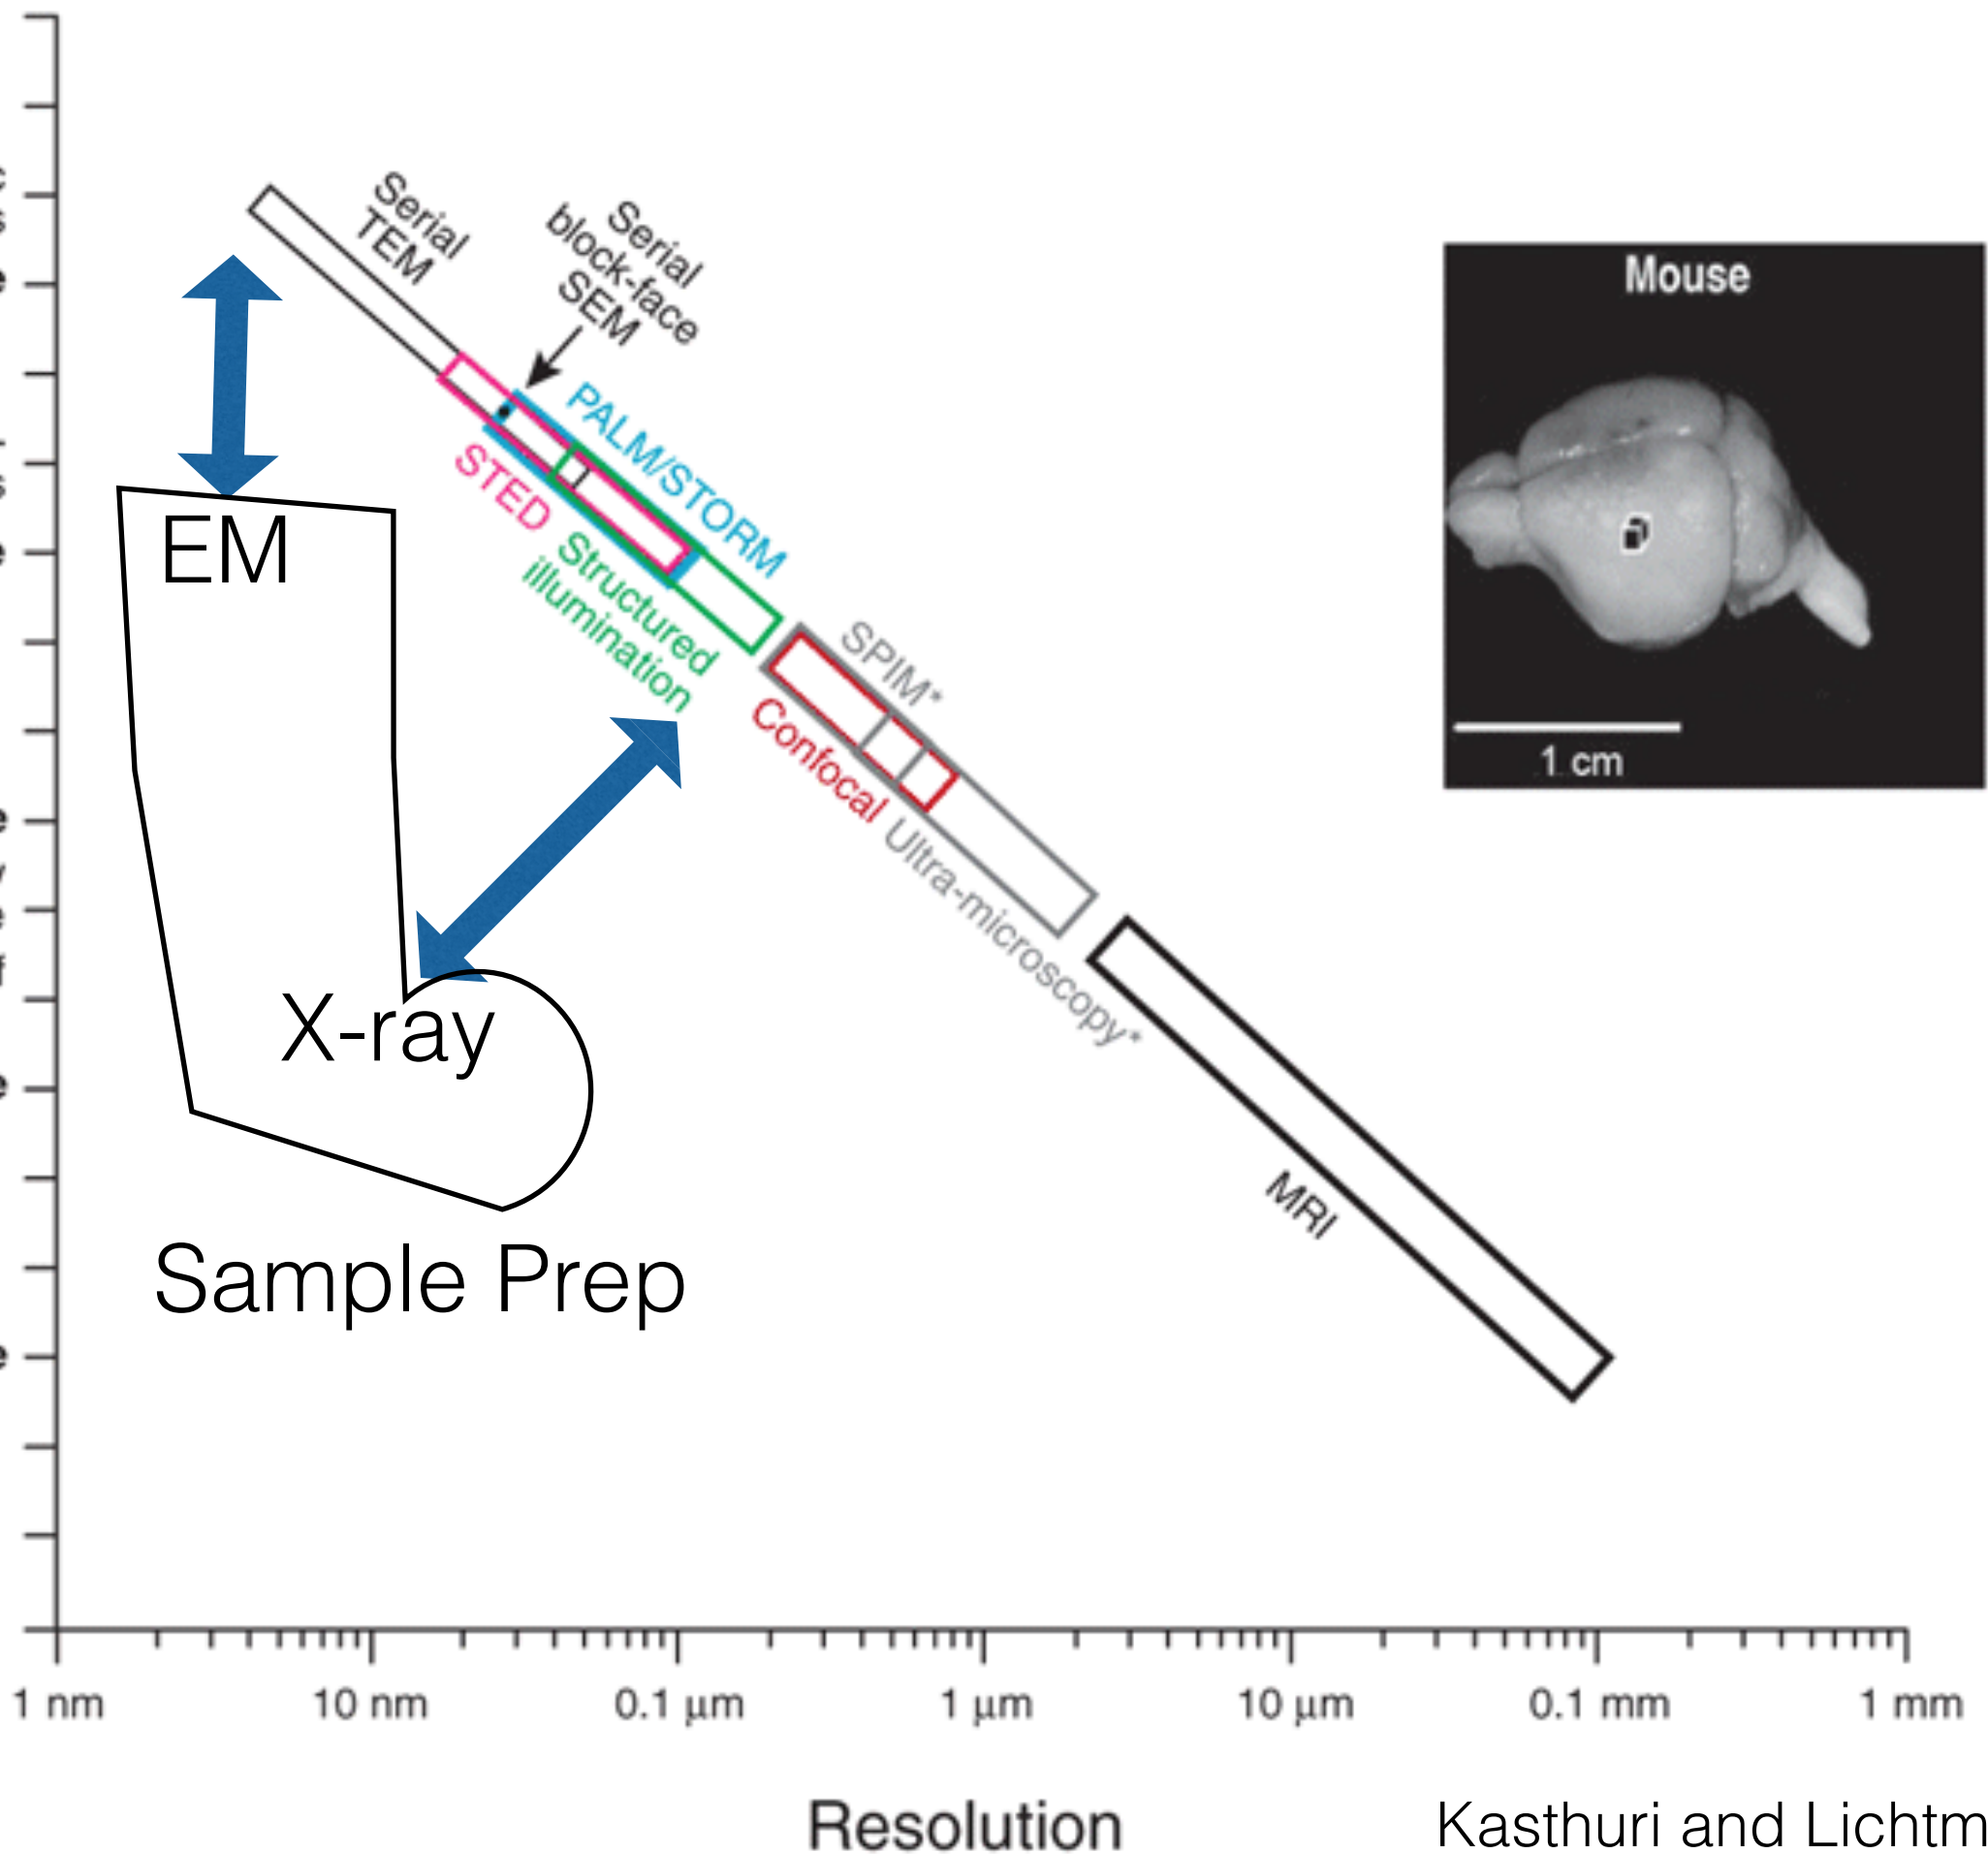 Serial
TEM
Serial
block-face
SEM
PALM/STORM
STED
Structured
illumination
SPIM*
Confocal
Ultra-microscopy*
MRI
Mouse
1 cm
EM
X-ray
Sample Prep
1 nm
10 nm
0.1 μm
1 μm
10 μm
0.1 mm
1 mm
Resolution
Kasthuri and Lichtm